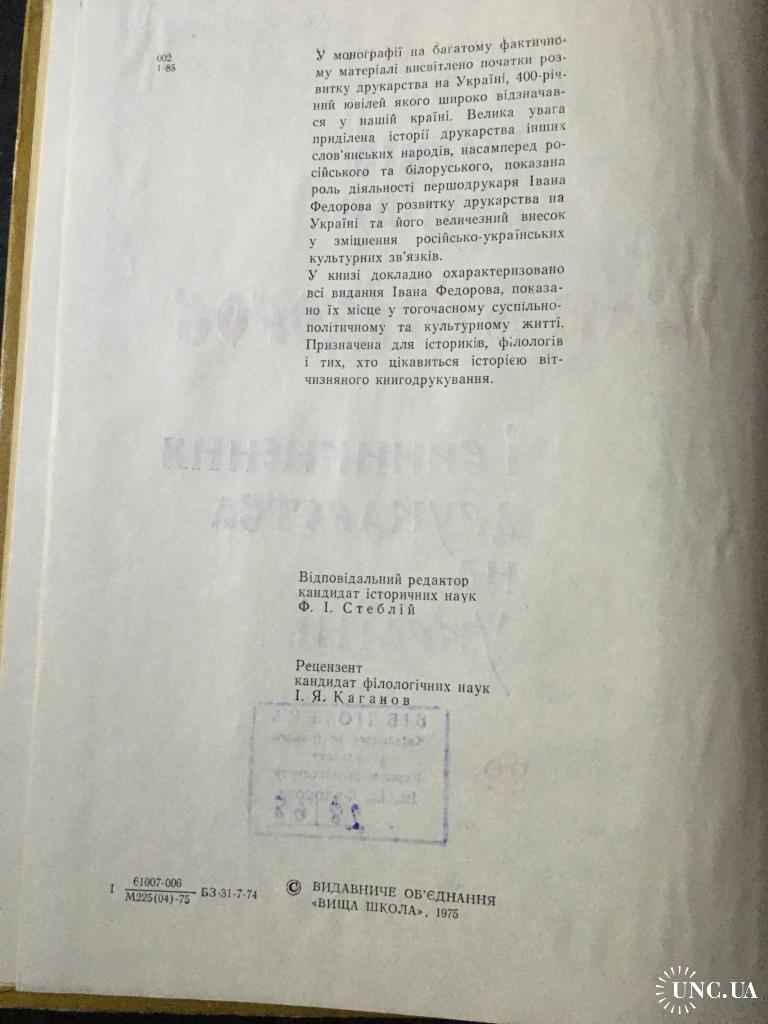 002
1-85
У монографії на багатому фактично-
му матеріалі висвітлено початки роз-
витку друкарства на Україні, 400-річ-
ний ювілей якого широко відзначав-
ся у нашій країні. Велика увага
приділена історії друкарства інших
слов'янських народів, насамперед ро-
сійського та білоруського, показана
роль діяльності першодрукаря Івана
Федорова у розвитку друкарства на
Україні та його величезний внесок
у зміцнення російсько-українських
культурних зв'язків.
У книзі докладно охарактеризовано
всі видання Івана Федорова, показа-
но їх місце у тогочасному суспільно-
політичному та культурному житті.
Призначена для істориків, філологів
і тих, хто цікавиться історією віт-
чизняного книгодрукування.
і виникнення
друкарства
на
Україні
Відповідальний редактор
кандидат історичних наук
Ф. І. Стеблій
Рецензент
кандидат філологічних наук
І. Я. Каганов
БІБЛІОТЕКА
І 61007-006
М225(04)-75 БЗ-31-7-74
© ВИДАВНИЧЕ ОБ'ЄДНАННЯ
«ВИЩА ШКОЛА», 1975
UNC.UA